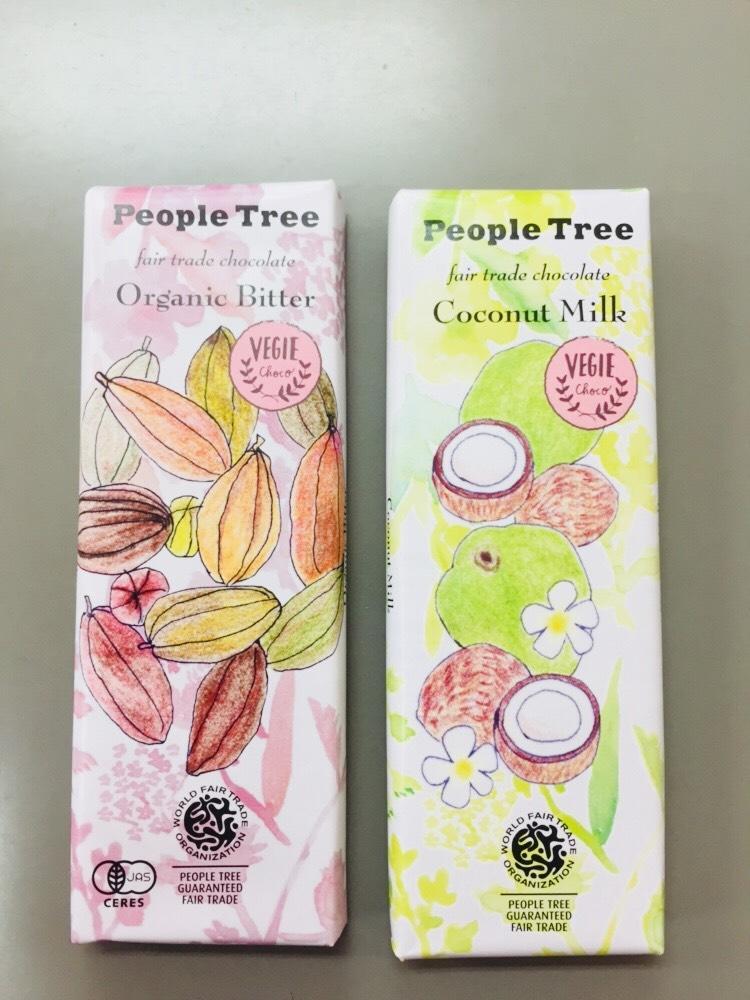 People Tree
fair trade chocolate
Organic Bitter
VEGIE
Choco
WORLD FAIR TRADE
ORGANIZATION
JAS
CERES
PEOPLE TREE
GUARANTEED
FAIR TRADE
People Tree
fair trade chocolate
Coconut Milk
VEGIE
Choco
Coconut Milk
WORLD FAIR TRADE
ORGANIZATION
PEOPLE TREE
GUARANTEED
FAIR TRADE